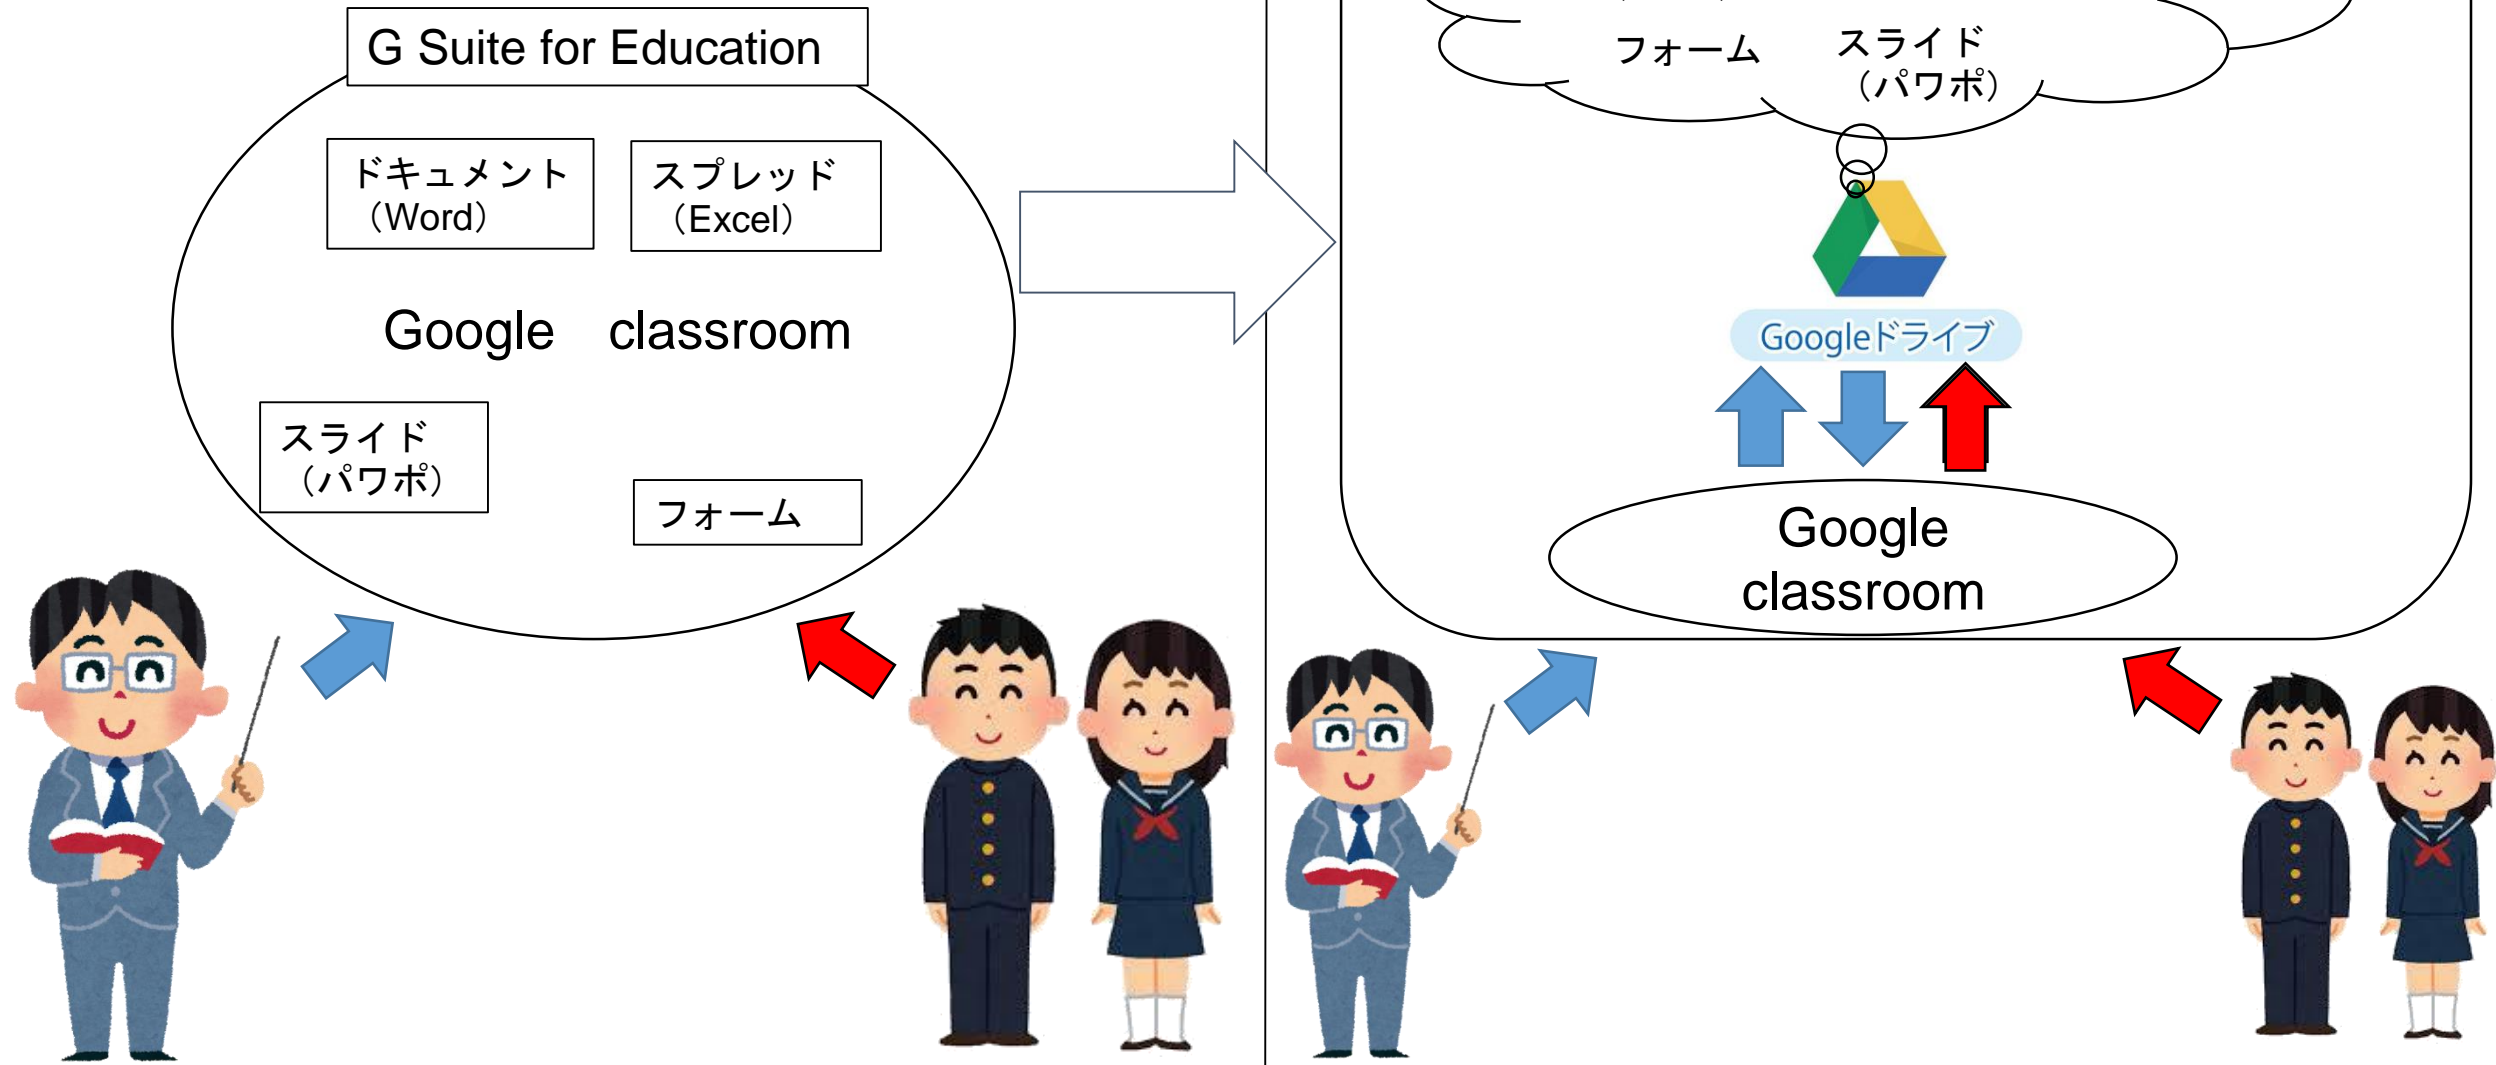 G Suite for Education
ドキュメント
（Word）
スプレッド
（Excel）
Google　classroom
スライド
（パワポ）
フォーム
フォーム
スライド
（パワポ）
Googleドライブ
Google
classroom